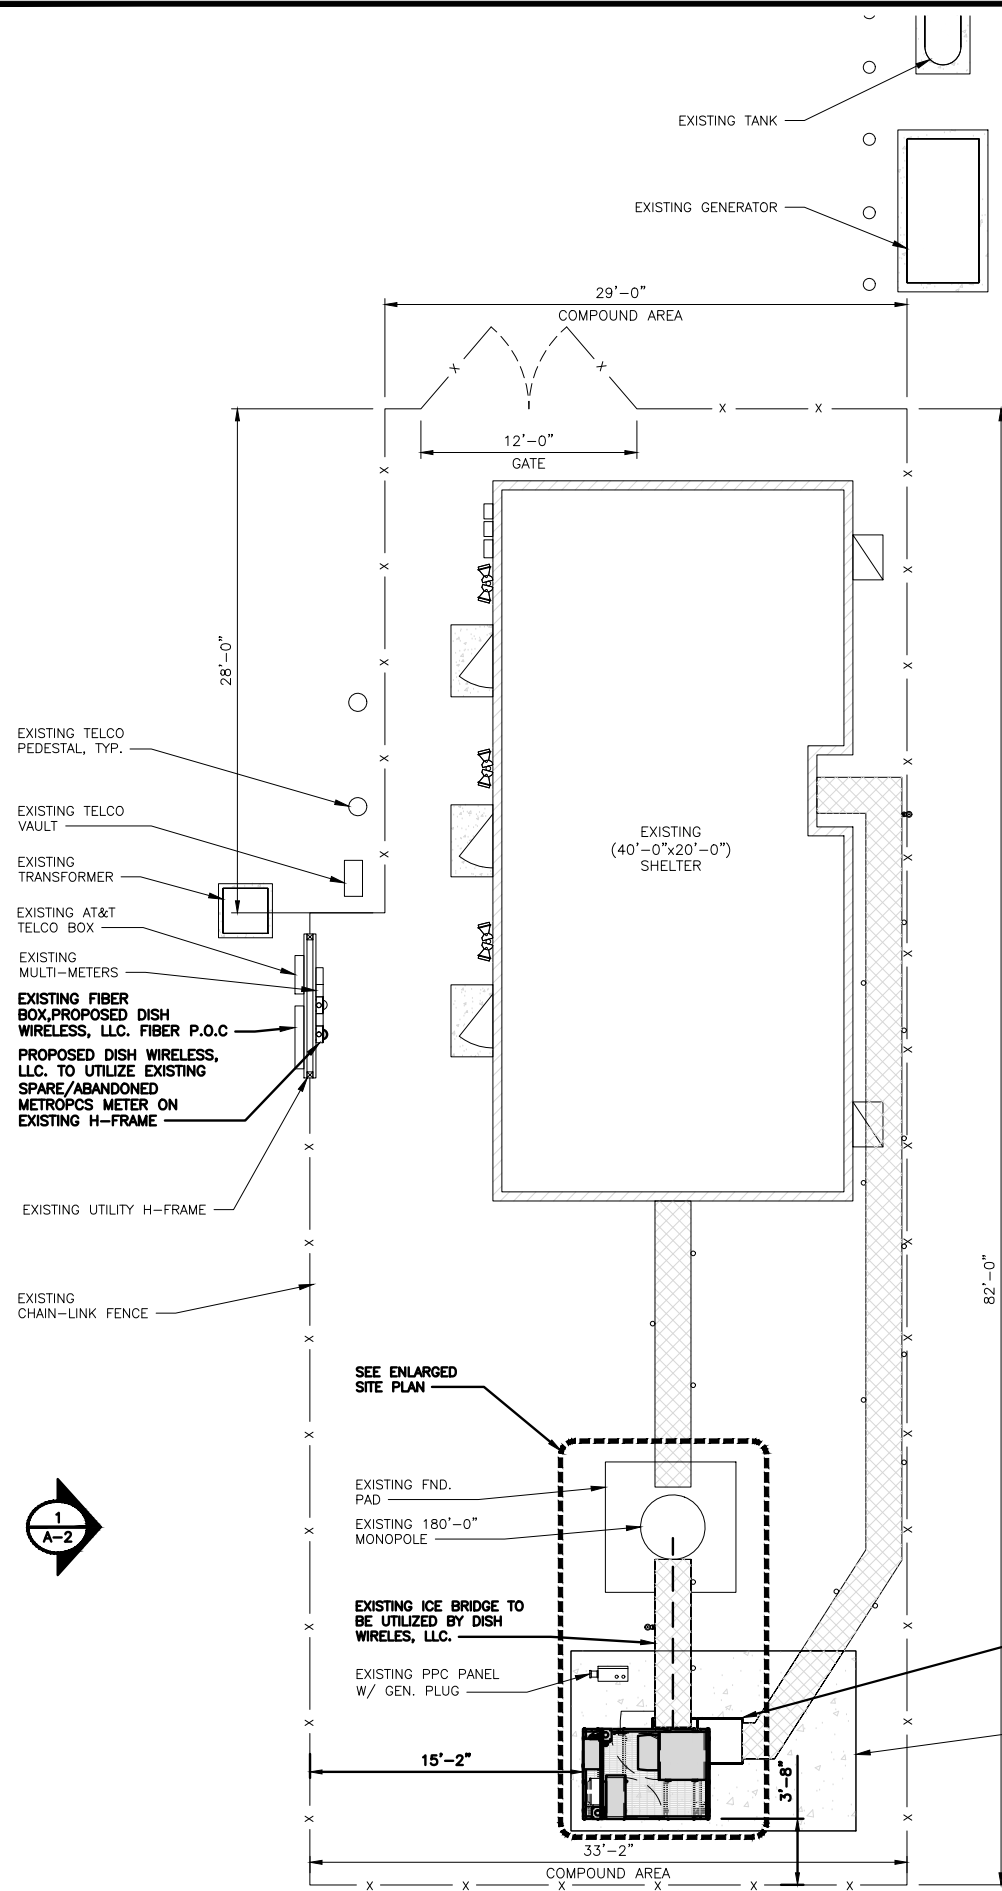 EXISTING TANK
EXISTING GENERATOR
29'-0"
COMPOUND AREA
X
X
X
X
12'-0"
GATE
X
X
X
X
28'-0"
X
X
EXISTING TELCO
PEDESTAL, TYP.
X
X
EXISTING TELCO
VAULT
EXISTING
(40'-0"x20'-0")
SHELTER
X
EXISTING
TRANSFORMER
EXISTING AT&T
TELCO BOX
EXISTING
MULTI-METERS
EXISTING FIBER
BOX,PROPOSED DISH
WIRELESS, LLC. FIBER P.O.C
PROPOSED DISH WIRELESS,
LLC. TO UTILIZE EXISTING
SPARE/ABANDONED
METROPCS METER ON
EXISTING H-FRAME
X
X
EXISTING UTILITY H-FRAME
X
X
82'-0"
EXISTING
CHAIN-LINK FENCE
X
X
SEE ENLARGED
SITE PLAN
X
X
EXISTING FND.
PAD
1
A-2
EXISTING 180'-0"
MONOPOLE
X
X
EXISTING ICE BRIDGE TO
BE UTILIZED BY DISH
WIRELES, LLC.
X
X
EXISTING PPC PANEL
W/ GEN. PLUG
X
X
15'-2"
3'-8"
X
X
33'-2"
COMPOUND AREA
X
X
X
X
X
X